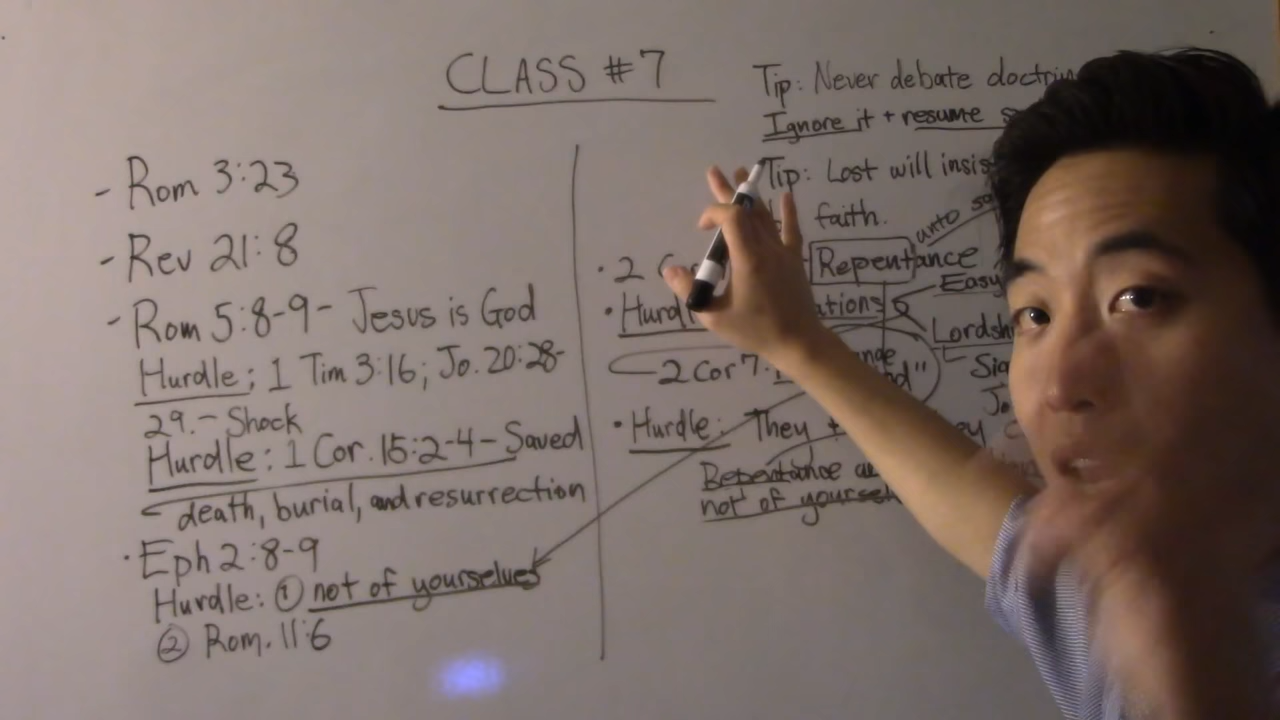 CLASS #7
- Rom 3:23
- Rev 21:8
- Rom 5:8-9 - Jesus is God
Hurdle: 1 Tim 3:16; Jo. 20:28-
29. - Shock
Hurdle: 1 Cor. 15:2-4 - Saved
death, burial, and resurrection
• Eph 2:8-9
Hurdle: ① not of yourselves
② Rom. 11:6
Tip: Never debate doctrin
Ignore it + resume
Tip: Lost will insis
faith.
unto
• 2 Repentance
Easy
• Hurd ations
Lordshi
2 Cor 7:
• Hurdle: They
Repentance
not of yoursel